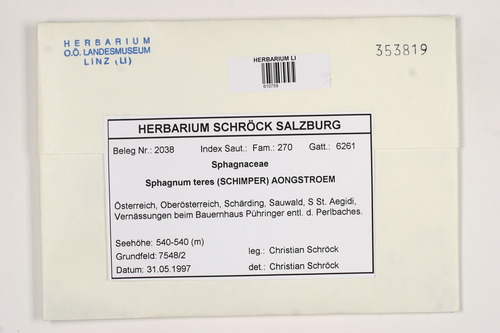 HERBARIUM
O.Ö. LANDESMUSEUM
LINZ (LI)
HERBARIUM LI
610759
353819
HERBARIUM SCHRÖCK SALZBURG
Beleg Nr.: 2038 Index Saut.: Fam.: 270 Gatt.: 6261
Sphagnaceae
Sphagnum teres (SCHIMPER) AONGSTROEM
Österreich, Oberösterreich, Schärding, Sauwald, S St. Aegidi,
Vernässungen beim Bauernhaus Pühringer entl. d. Perlbaches.
Seehöhe: 540-540 (m)
Grundfeld: 7548/2
Datum: 31.05.1997
leg.: Christian Schröck
det.: Christian Schröck